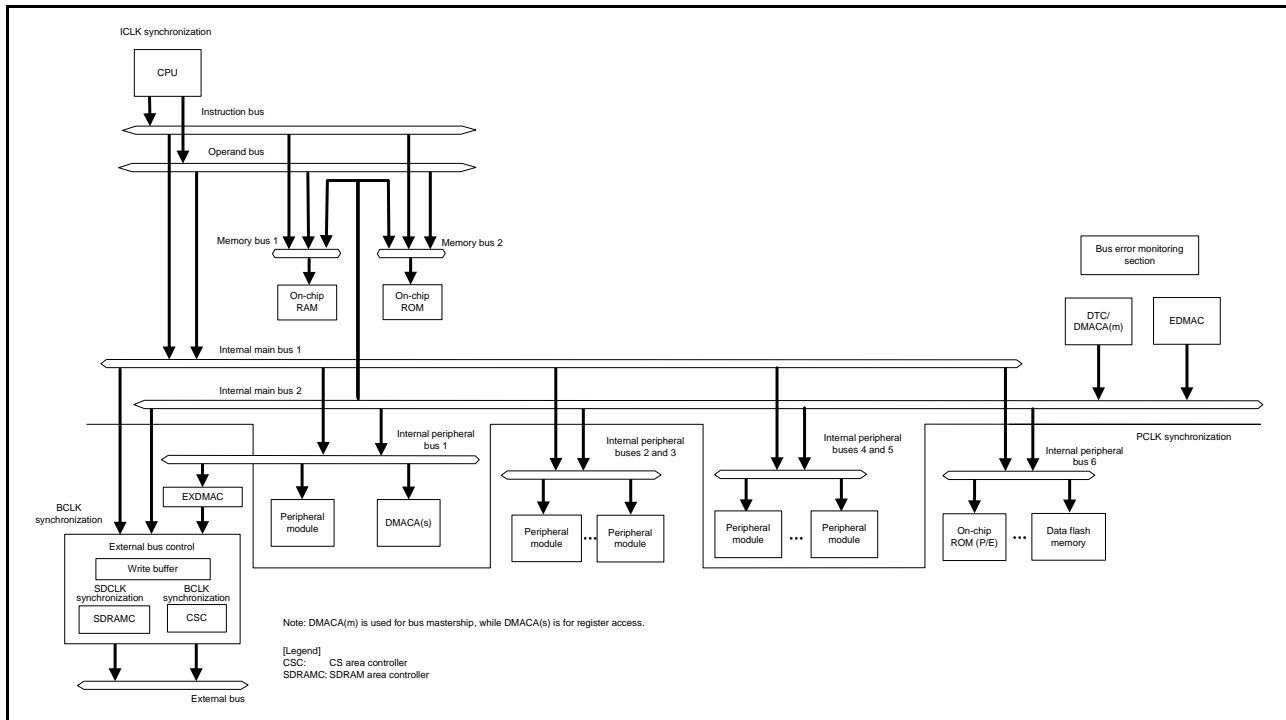 ICLK synchronization
CPU
Instruction bus
Operand bus
Memory bus 1
Memory bus 2
On-chip
RAM
On-chip
ROM
Bus error monitoring
section
DTC/
DMACA(m)
EDMAC
Internal main bus 1
Internal main bus 2
PCLK synchronization
Internal peripheral
bus 1
Internal peripheral
buses 2 and 3
Internal peripheral
buses 4 and 5
Internal peripheral
bus 6
EXDMAC
BCLK
synchronization
Peripheral
module
DMACA(s)
Peripheral
module
...
Peripheral
module
Peripheral
module
...
Peripheral
module
On-chip
ROM (P/E)
...
Data flash
memory
External bus control
Write buffer
SDCLK
synchronization
BCLK
synchronization
SDRAMC
CSC
Note: DMACA(m) is used for bus mastership, while DMACA(s) is for register access.
[Legend]
CSC: CS area controller
SDRAMC: SDRAM area controller
External bus